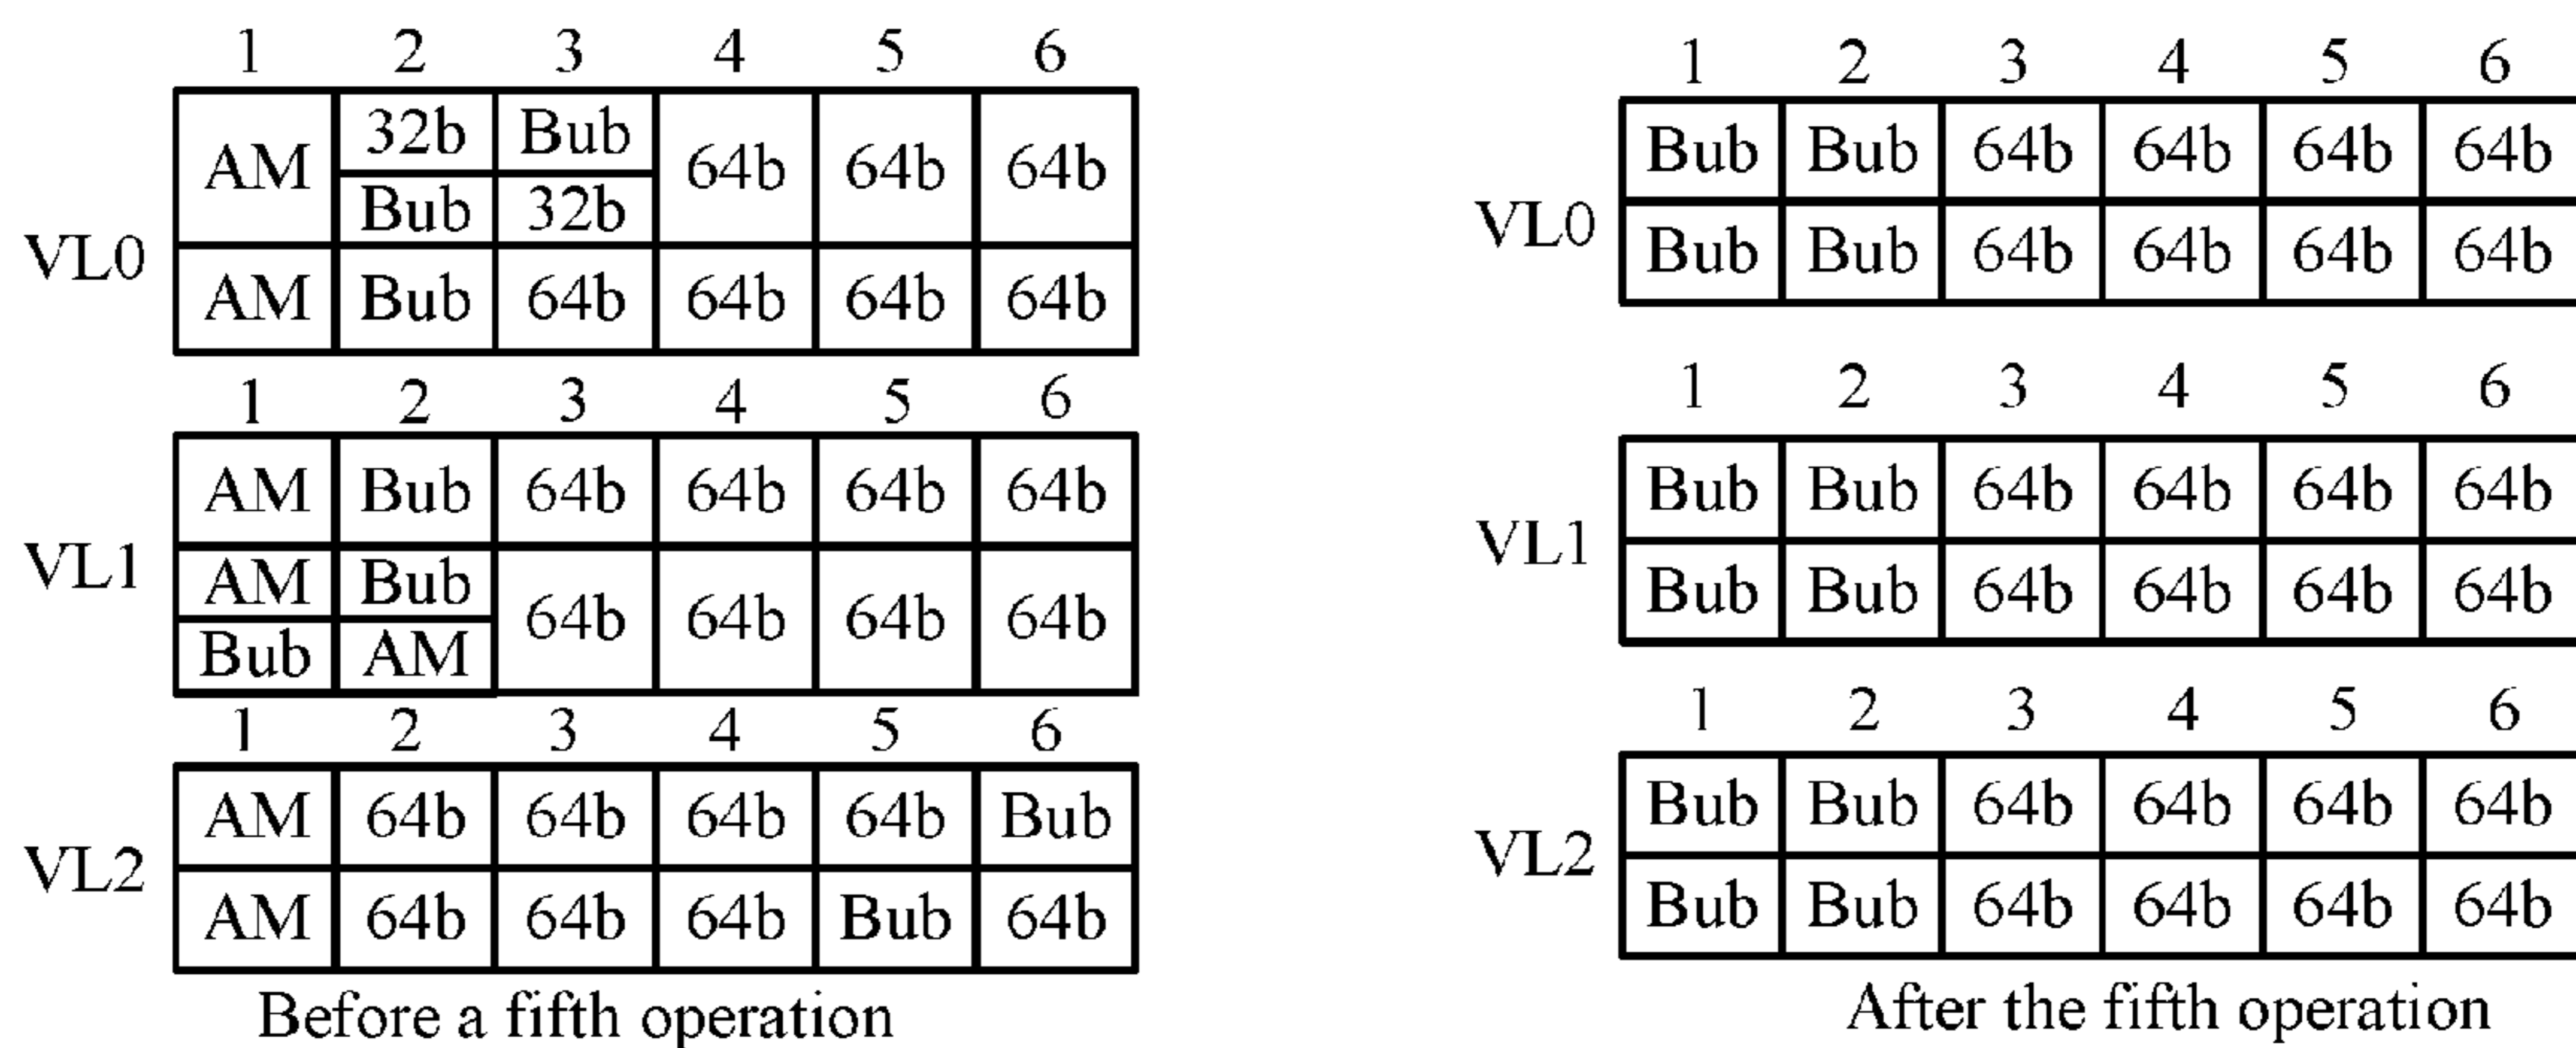 1 2 3 4 5 6
AM 32b Bub 64b 64b 64b
Bub 32b
VL0
AM Bub 64b 64b 64b 64b
1 2 3 4 5 6
AM Bub 64b 64b 64b 64b
VL1
AM Bub 64b 64b 64b 64b
Bub AM
1 2 3 4 5 6
AM 64b 64b 64b 64b Bub
VL2
AM 64b 64b 64b Bub 64b
Before a fifth operation
1 2 3 4 5 6
Bub Bub 64b 64b 64b 64b
VL0
Bub Bub 64b 64b 64b 64b
1 2 3 4 5 6
Bub Bub 64b 64b 64b 64b
VL1
Bub Bub 64b 64b 64b 64b
1 2 3 4 5 6
Bub Bub 64b 64b 64b 64b
VL2
Bub Bub 64b 64b 64b 64b
After the fifth operation